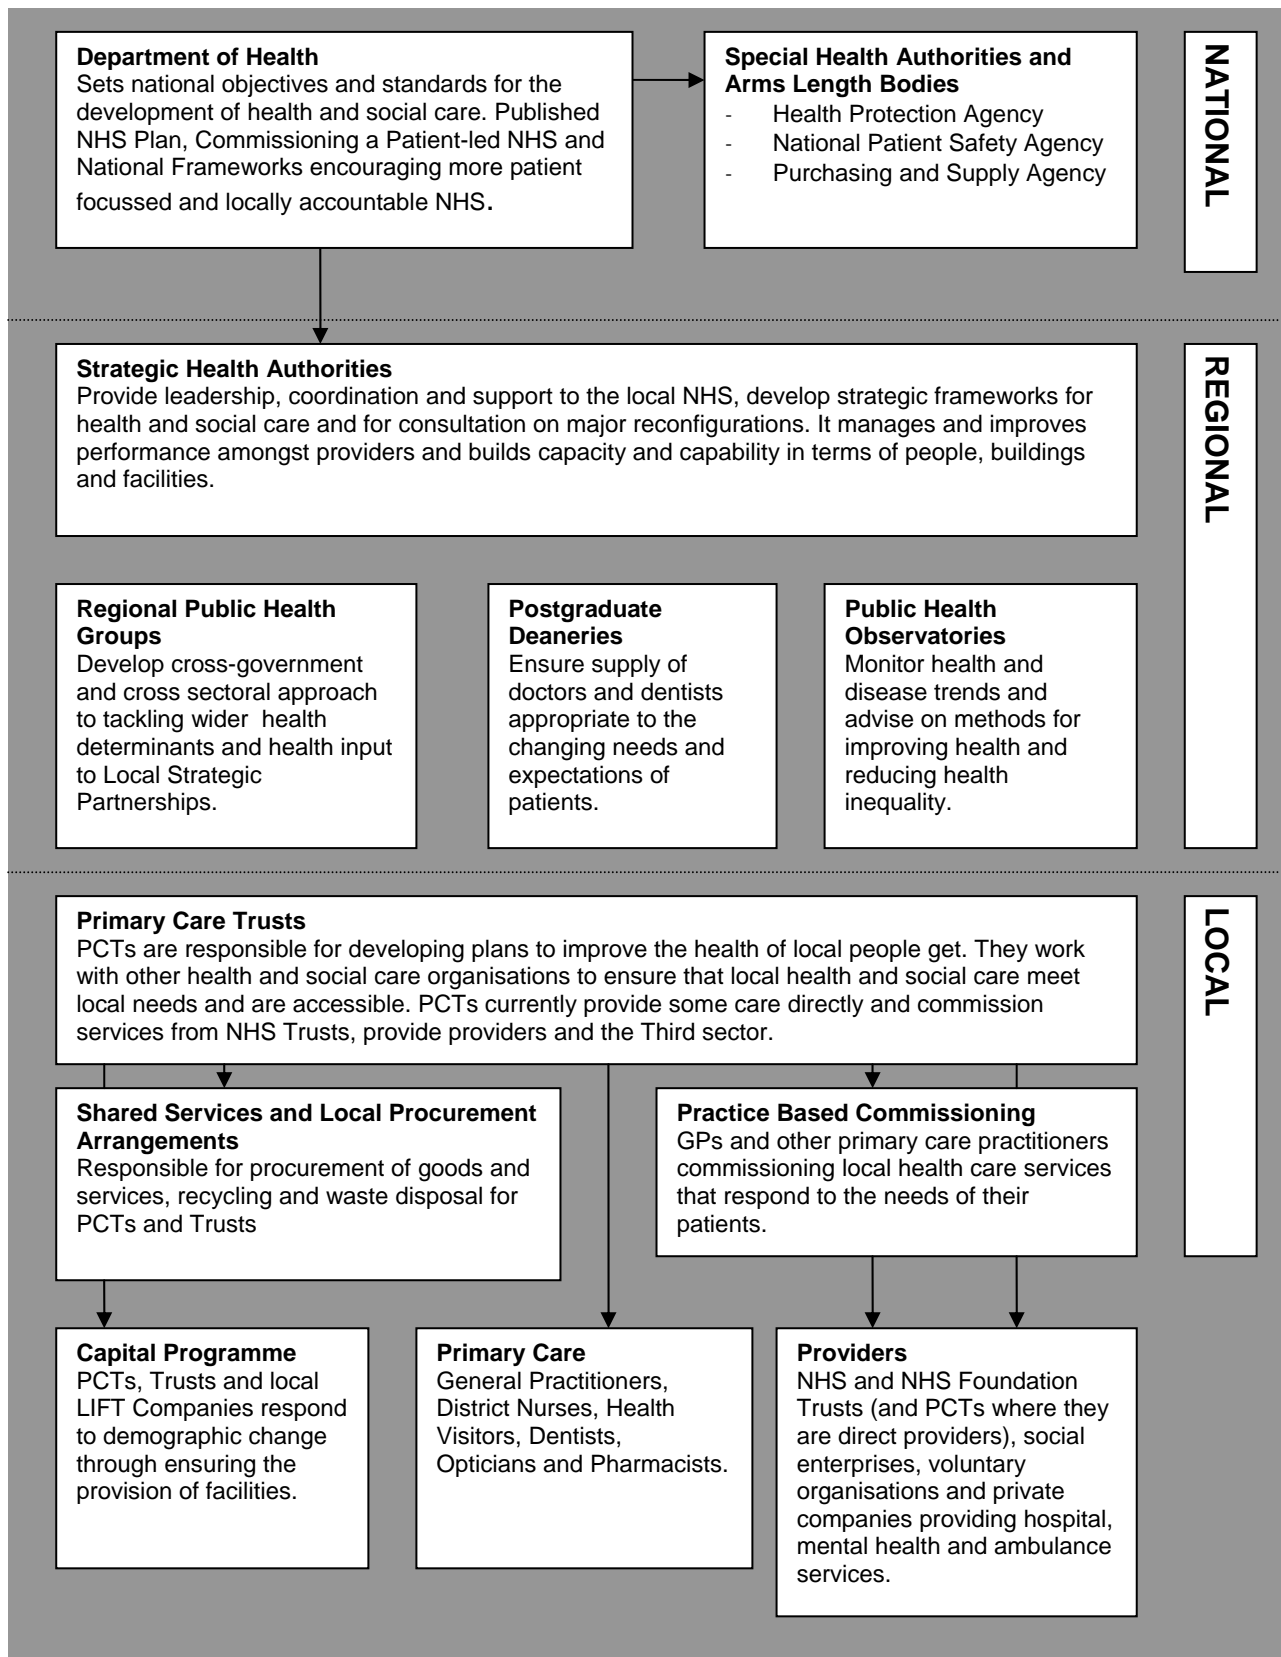 Department of Health
Sets national objectives and standards for the
development of health and social care. Published
NHS Plan, Commissioning a Patient-led NHS and
National Frameworks encouraging more patient
focussed and locally accountable NHS.
Special Health Authorities and
Arms Length Bodies
- Health Protection Agency
- National Patient Safety Agency
- Purchasing and Supply Agency
NATIONAL
Strategic Health Authorities
Provide leadership, coordination and support to the local NHS, develop strategic frameworks for
health and social care and for consultation on major reconfigurations. It manages and improves
performance amongst providers and builds capacity and capability in terms of people, buildings
and facilities.
REGIONAL
Regional Public Health
Groups
Develop cross-government
and cross sectoral approach
to tackling wider health
determinants and health input
to Local Strategic
Partnerships.
Postgraduate
Deaneries
Ensure supply of
doctors and dentists
appropriate to the
changing needs and
expectations of
patients.
Public Health
Observatories
Monitor health and
disease trends and
advise on methods for
improving health and
reducing health
inequality.
Primary Care Trusts
PCTs are responsible for developing plans to improve the health of local people get. They work
with other health and social care organisations to ensure that local health and social care meet
local needs and are accessible. PCTs currently provide some care directly and commission
services from NHS Trusts, provide providers and the Third sector.
LOCAL
Shared Services and Local Procurement
Arrangements
Responsible for procurement of goods and
services, recycling and waste disposal for
PCTs and Trusts
Practice Based Commissioning
GPs and other primary care practitioners
commissioning local health care services
that respond to the needs of their
patients.
Capital Programme
PCTs, Trusts and local
LIFT Companies respond
to demographic change
through ensuring the
provision of facilities.
Primary Care
General Practitioners,
District Nurses, Health
Visitors, Dentists,
Opticians and Pharmacists.
Providers
NHS and NHS Foundation
Trusts (and PCTs where they
are direct providers), social
enterprises, voluntary
organisations and private
companies providing hospital,
mental health and ambulance
services.